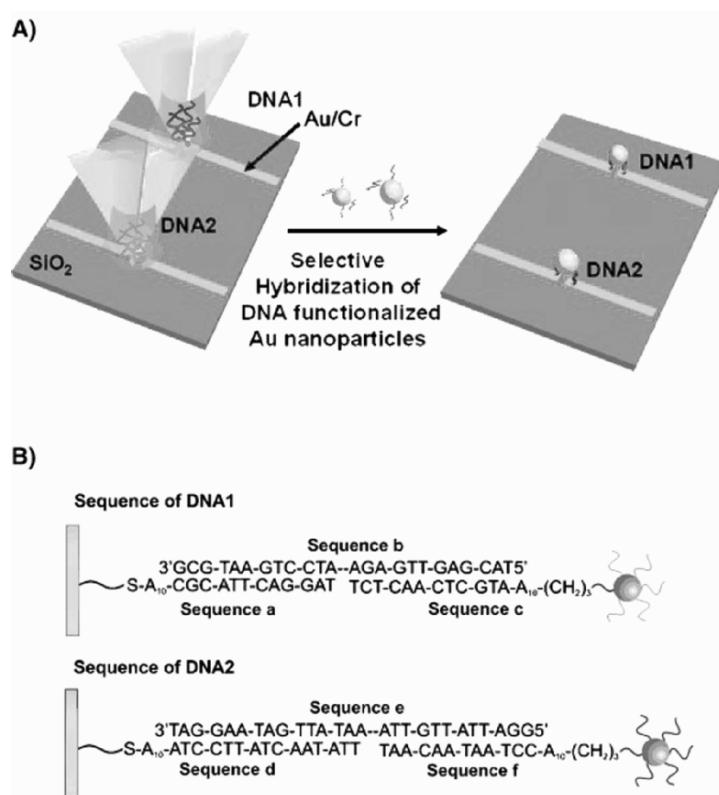 A)
DNA1
Au/Cr
DNA2
SiO₂
Selective
Hybridization of
DNA functionalized
Au nanoparticles
DNA1
DNA2
B)
Sequence of DNA1
Sequence b
3'GCG-TAA-GTC-CTA--AGA-GTT-GAG-CAT5'
S-A₁₀-CGC-ATT-CAG-GAT TCT-CAA-CTC-GTA-A₁₀-(CH₂)₃
Sequence a Sequence c
Sequence of DNA2
Sequence e
3'TAG-GAA-TAG-TTA-TAA--ATT-GTT-ATT-AGG5'
S-A₁₀-ATC-CTT-ATC-AAT-ATT TAA-CAA-TAA-TCC-A₁₀-(CH₂)₃
Sequence d Sequence f